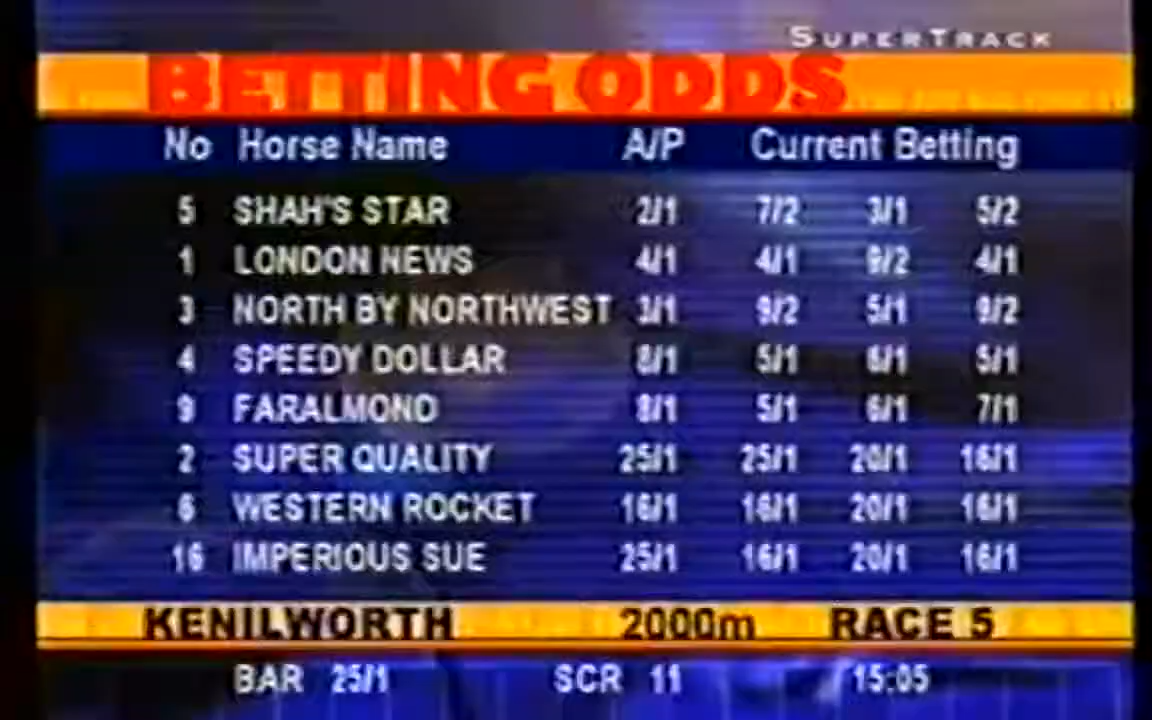 SUPERTRACK
BETTING ODDS
No Horse Name A/P Current Betting
5 SHAH'S STAR 2/1 7/2 3/1 5/2
1 LONDON NEWS 4/1 4/1 9/2 4/1
3 NORTH BY NORTHWEST 3/1 9/2 5/1 9/2
4 SPEEDY DOLLAR 8/1 5/1 6/1 5/1
9 FARALMOND 8/1 5/1 6/1 7/1
2 SUPER QUALITY 25/1 25/1 20/1 16/1
6 WESTERN ROCKET 16/1 16/1 20/1 16/1
16 IMPERIOUS SUE 25/1 16/1 20/1 16/1
KENILWORTH 2000m RACE 5
BAR 25/1 SCR 11 15:05